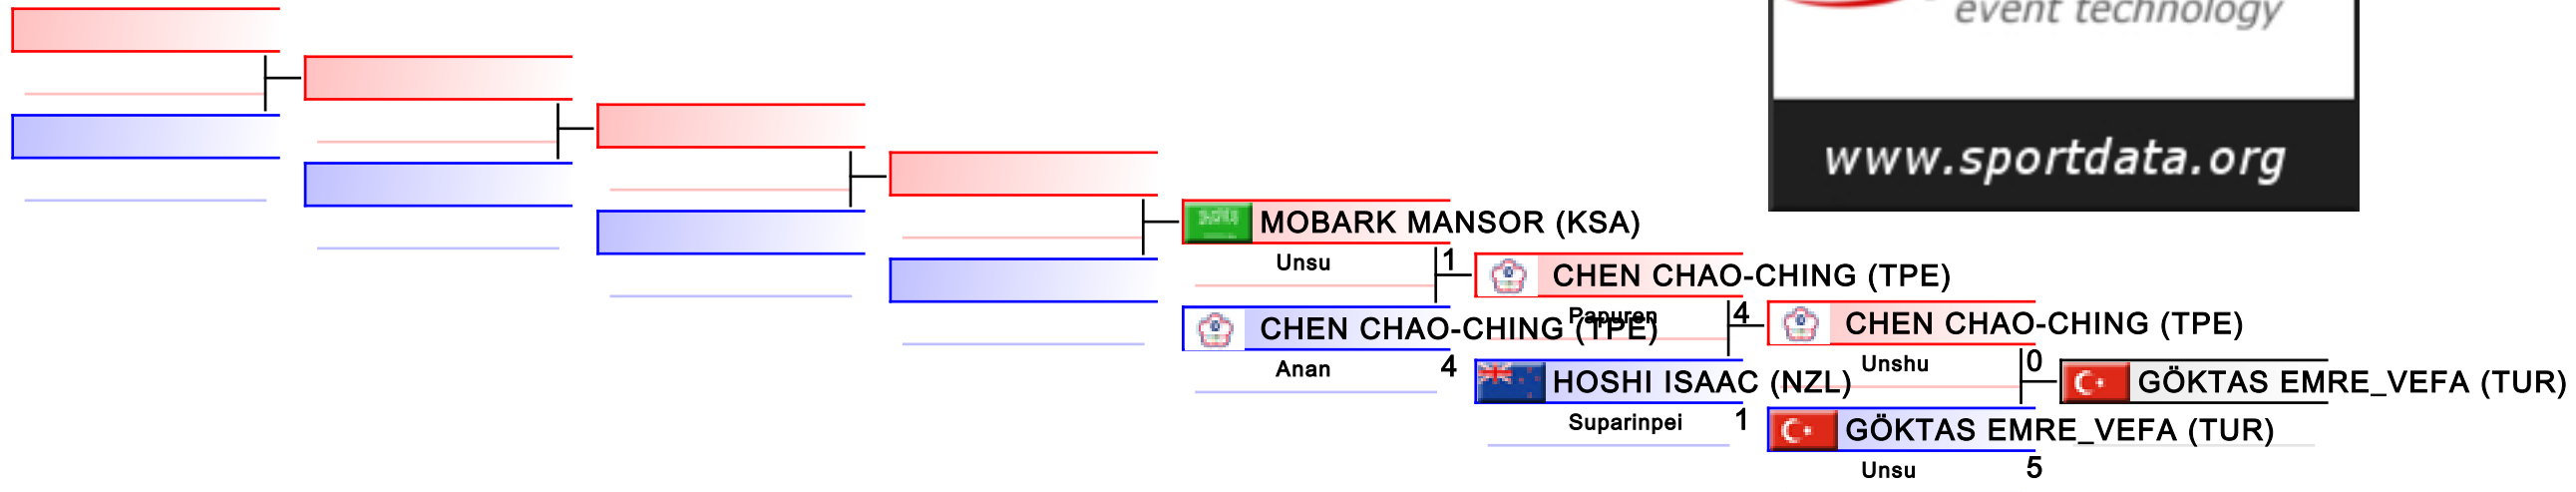 event technology
www.sportdata.org
MOBARK MANSOR (KSA)
Unsu
1
CHEN CHAO-CHING (TPE)
Anan
4
CHEN CHAO-CHING (TPE)
Papuren
4
HOSHI ISAAC (NZL)
Suparinpei
1
CHEN CHAO-CHING (TPE)
Unshu
0
GÖKTAS EMRE_VEFA (TUR)
Unsu
5
GÖKTAS EMRE_VEFA (TUR)